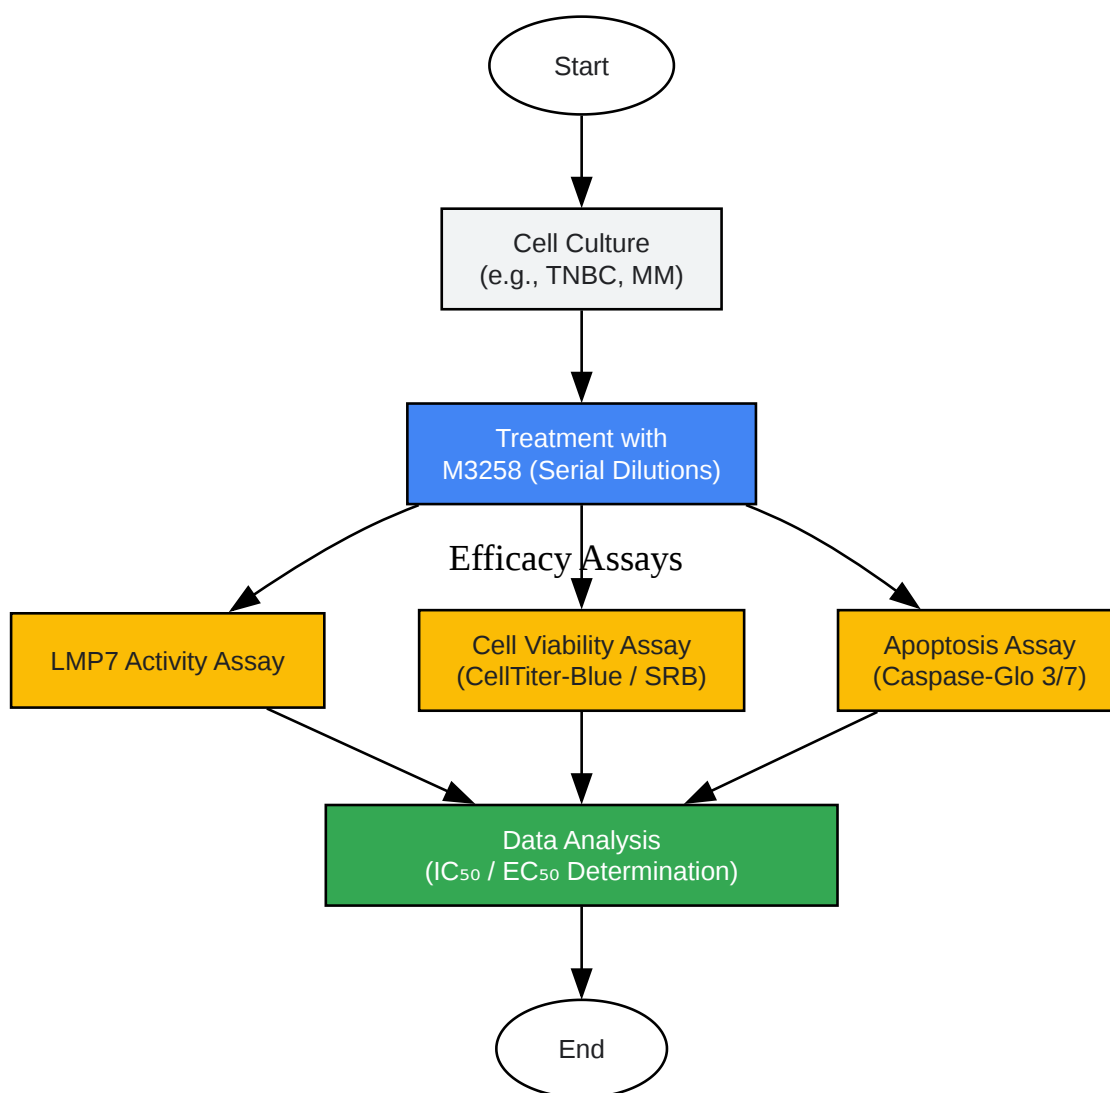 Start
Cell Culture
(e.g., TNBC, MM)
Treatment with
M3258 (Serial Dilutions)
Efficacy Assays
LMP7 Activity Assay
Cell Viability Assay
(CellTiter-Blue / SRB)
Apoptosis Assay
(Caspase-Glo 3/7)
Data Analysis
(IC₅₀ / EC₅₀ Determination)
End